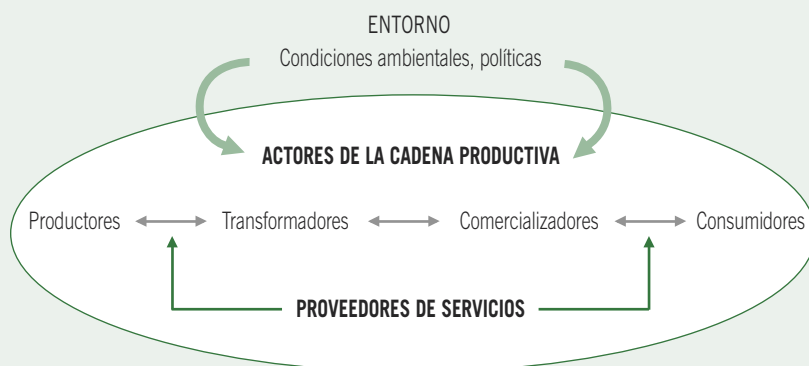 ENTORNO
Condiciones ambientales, políticas
ACTORES DE LA CADENA PRODUCTIVA
Productores Transformadores Comercializadores Consumidores
PROVEEDORES DE SERVICIOS